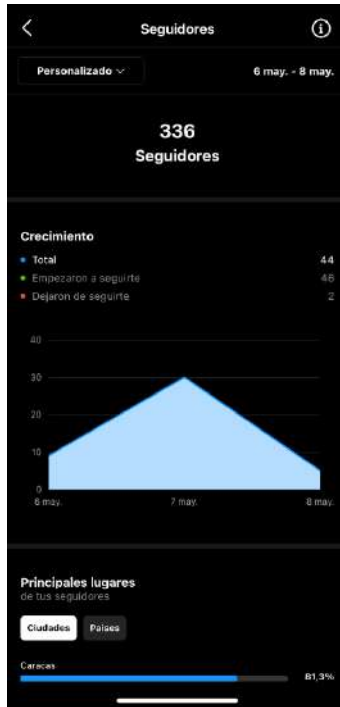 Seguidores
Personalizado
6 may. - 8 may.
336
Seguidores
Crecimiento
Total 44
Empezaron a seguirte 46
Dejaron de seguirte 2
40
30
20
10
0
6 may. 7 may. 8 may.
Principales lugares
de tus seguidores
Ciudades Países
Caracas
81,3%